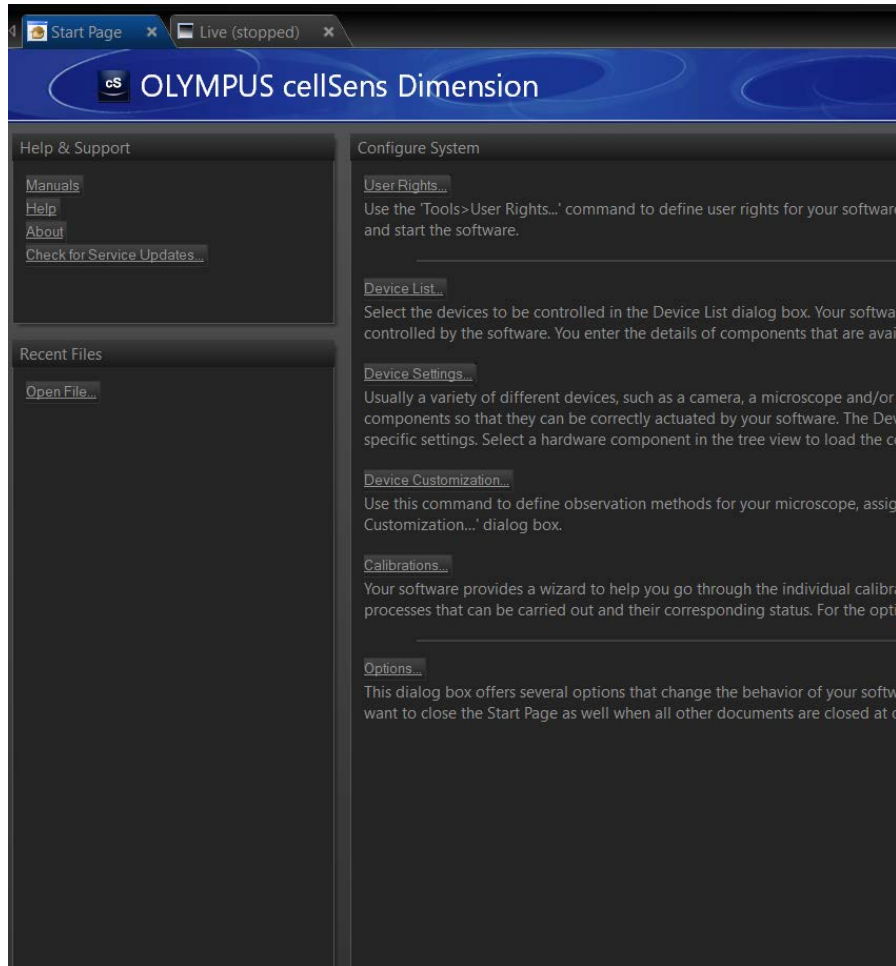 Start Page
Live (stopped)
cS OLYMPUS cellSens Dimension
Help & Support
Manuals
Help
About
Check for Service Updates...
Recent Files
Open File...
Configure System
User Rights...
Use the 'Tools>User Rights...' command to define user rights for your software
and start the software.
Device List...
Select the devices to be controlled in the Device List dialog box. Your softwa
controlled by the software. You enter the details of components that are avai
Device Settings...
Usually a variety of different devices, such as a camera, a microscope and/or
components so that they can be correctly actuated by your software. The Dev
specific settings. Select a hardware component in the tree view to load the co
Device Customization...
Use this command to define observation methods for your microscope, assig
Customization...' dialog box.
Calibrations...
Your software provides a wizard to help you go through the individual calibra
processes that can be carried out and their corresponding status. For the opti
Options...
This dialog box offers several options that change the behavior of your softw
want to close the Start Page as well when all other documents are closed at